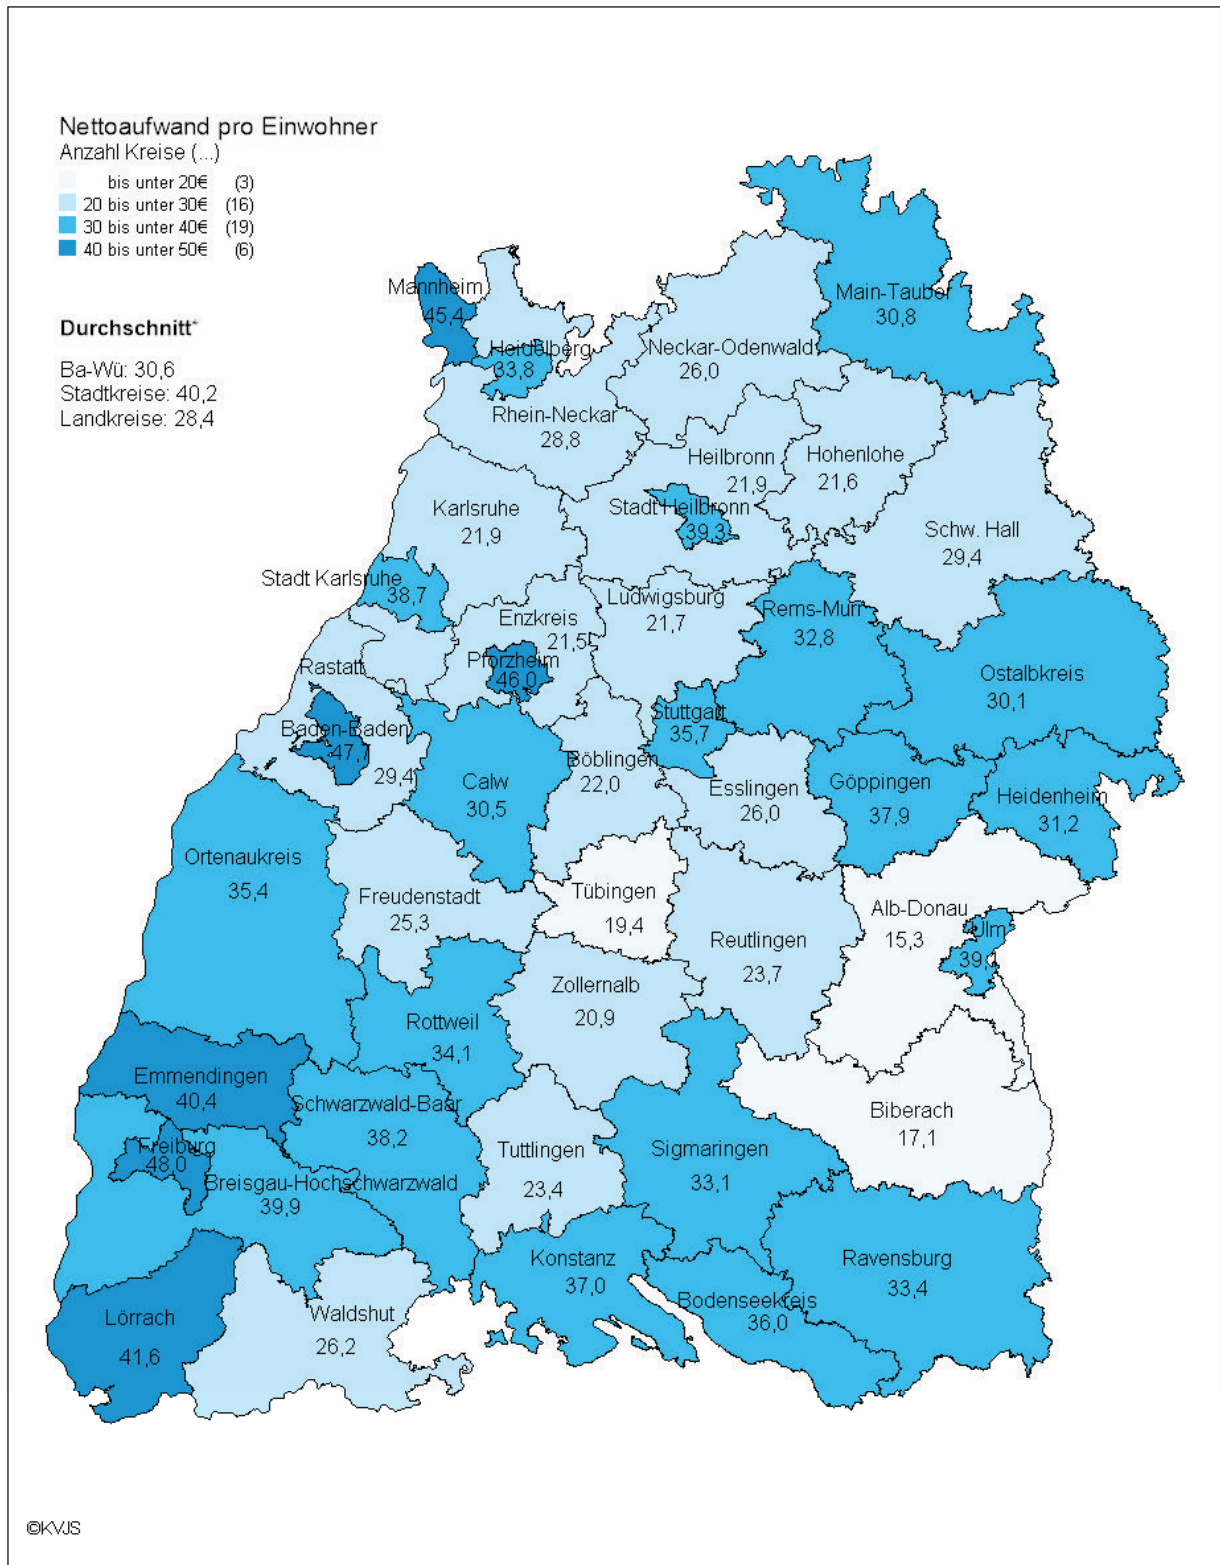 Nettoaufwand pro Einwohner
Anzahl Kreise (...)
bis unter 20€ (3)
20 bis unter 30€ (16)
30 bis unter 40€ (19)
40 bis unter 50€ (6)
Durchschnitt*
Ba-Wü: 30,6
Stadtkreise: 40,2
Landkreise: 28,4
Mannheim
45,4
Heidelberg
33,8
Main-Tauber
30,8
Neckar-Odenwald
26,0
Rhein-Neckar
28,8
Heilbronn
21,9
Hohenlohe
21,6
Karlsruhe
21,9
Stadt Heilbronn
39,3
Schw. Hall
29,4
Stadt Karlsruhe
38,7
Enzkreis
21,5
Ludwigsburg
21,7
Rems-Murr
32,8
Rastatt
29,4
Pforzheim
46,0
Ostalbkreis
30,1
Baden-Baden
47,7
Stuttgart
35,7
Calw
30,5
Böblingen
22,0
Esslingen
26,0
Göppingen
37,9
Heidenheim
31,2
Ortenaukreis
35,4
Freudenstadt
25,3
Tübingen
19,4
Reutlingen
23,7
Alb-Donau
15,3
Ulm
Zollernalb
20,9
Rottweil
34,1
Emmendingen
40,4
Schwarzwald-Baar
38,2
Biberach
17,1
Freiburg
48,0
Breisgau-Hochschwarzwald
39,9
Tuttlingen
23,4
Sigmaringen
33,1
Konstanz
37,0
Ravensburg
33,4
Bodenseekreis
36,0
Lörrach
41,6
Waldshut
26,2
©KVJS